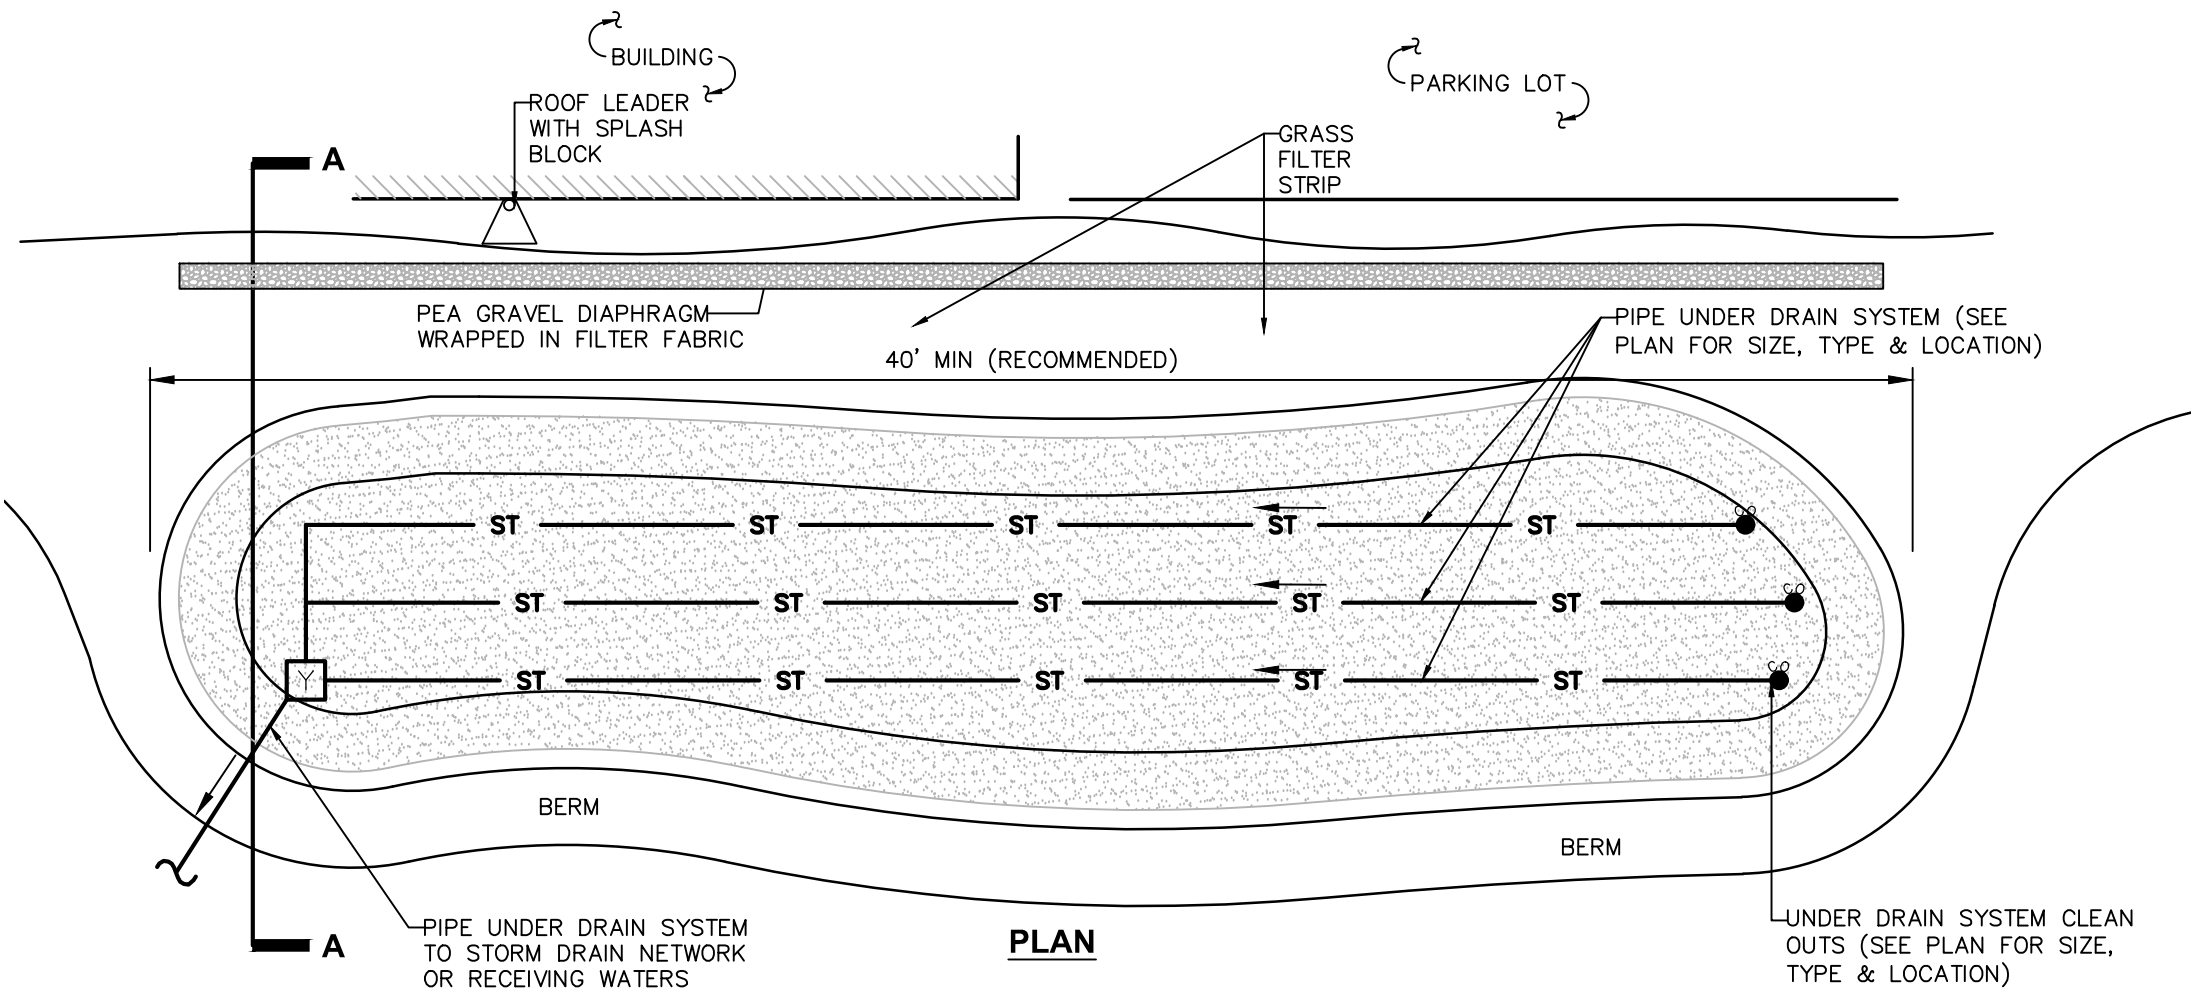 BUILDING
PARKING LOT
ROOF LEADER
WITH SPLASH
BLOCK
GRASS
FILTER
STRIP
A
PEA GRAVEL DIAPHRAGM
WRAPPED IN FILTER FABRIC
PIPE UNDER DRAIN SYSTEM (SEE
PLAN FOR SIZE, TYPE & LOCATION)
40' MIN (RECOMMENDED)
ST ST ST ST ST
CO
ST ST ST ST ST
CO
Y
ST ST ST ST ST
CO
BERM
BERM
A
PIPE UNDER DRAIN SYSTEM
TO STORM DRAIN NETWORK
OR RECEIVING WATERS
PLAN
UNDER DRAIN SYSTEM CLEAN
OUTS (SEE PLAN FOR SIZE,
TYPE & LOCATION)